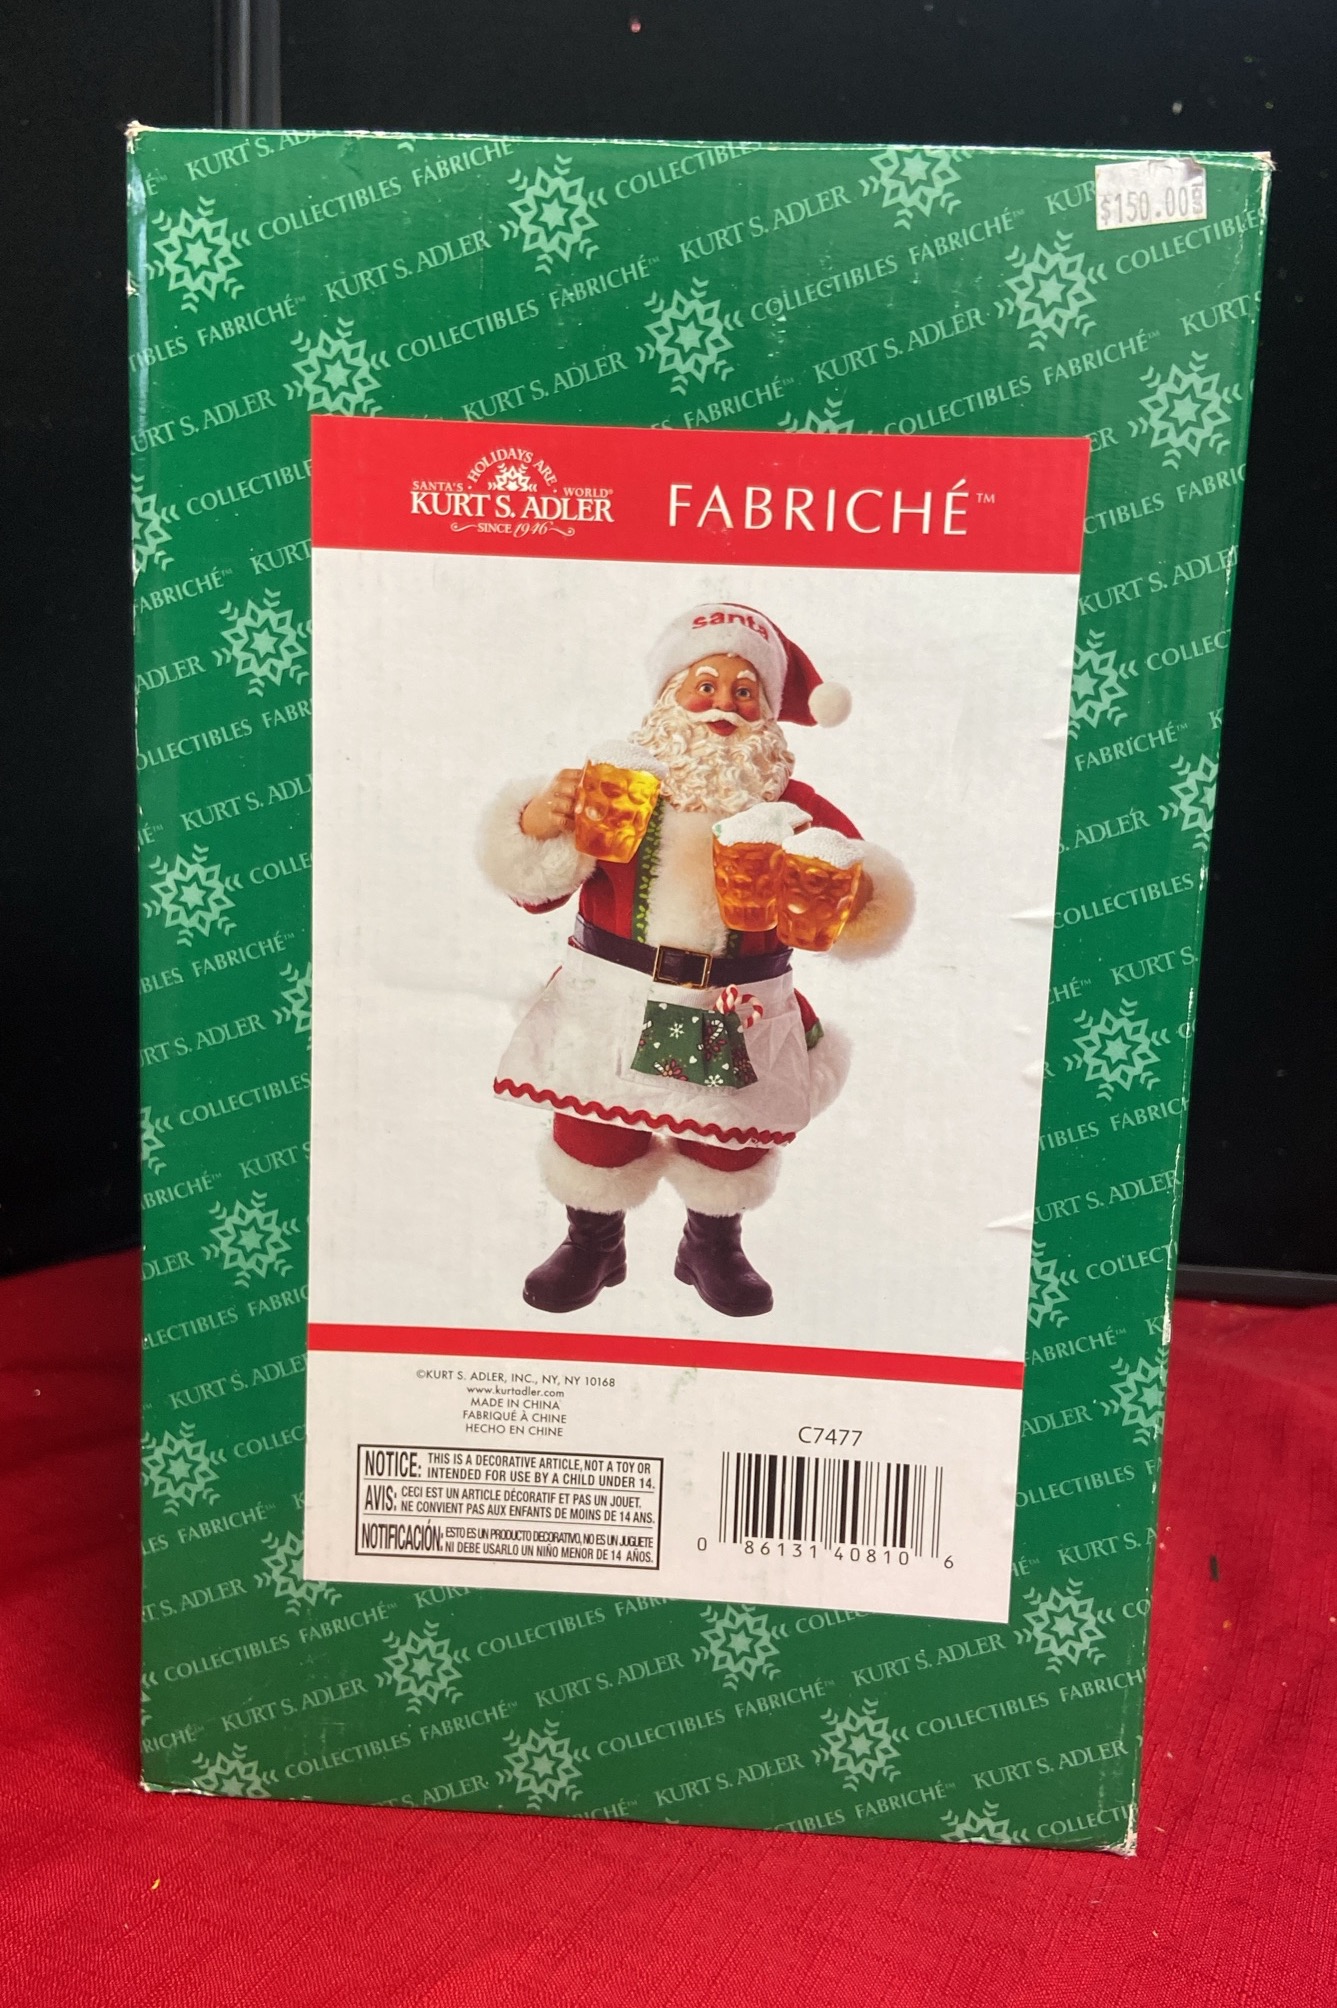 $150.00
EACH
HOLIDAYS ARE
SANTA'S WORLD®
KURT S. ADLER
SINCE 1946
FABRICHÉ™
santa
©KURT S. ADLER, INC., NY, NY 10168
www.kurtadler.com
MADE IN CHINA
FABRIQUÉ À CHINE
HECHO EN CHINE
NOTICE: THIS IS A DECORATIVE ARTICLE, NOT A TOY OR
INTENDED FOR USE BY A CHILD UNDER 14.
AVIS: CECI EST UN ARTICLE DÉCORATIF ET PAS UN JOUET.
NE CONVIENT PAS AUX ENFANTS DE MOINS DE 14 ANS.
NOTIFICACIÓN: ESTO ES UN PRODUCTO DECORATIVO, NO ES UN JUGUETE
NI DEBE USARLO UN NIÑO MENOR DE 14 AÑOS.
C7477
0 86131 40810 6
KURT S. ADLER
COLLECTIBLES FABRICHÉ™